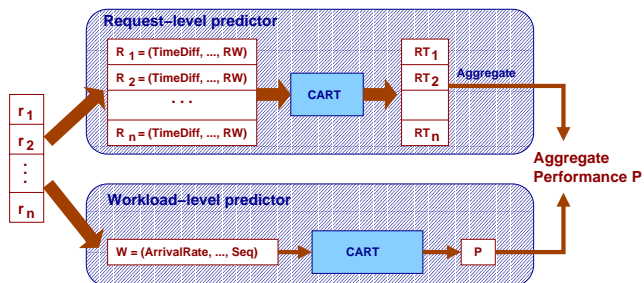 Request-level predictor
r1
r2
⋮
rn
R 1 = (TimeDiff, ..., RW)
R 2 = (TimeDiff, ..., RW)
. . .
R n = (TimeDiff, ..., RW)
CART
RT1
RT2
RTn
Aggregate
Aggregate
Performance P
Workload-level predictor
W = (ArrivalRate, ..., Seq)
CART
P